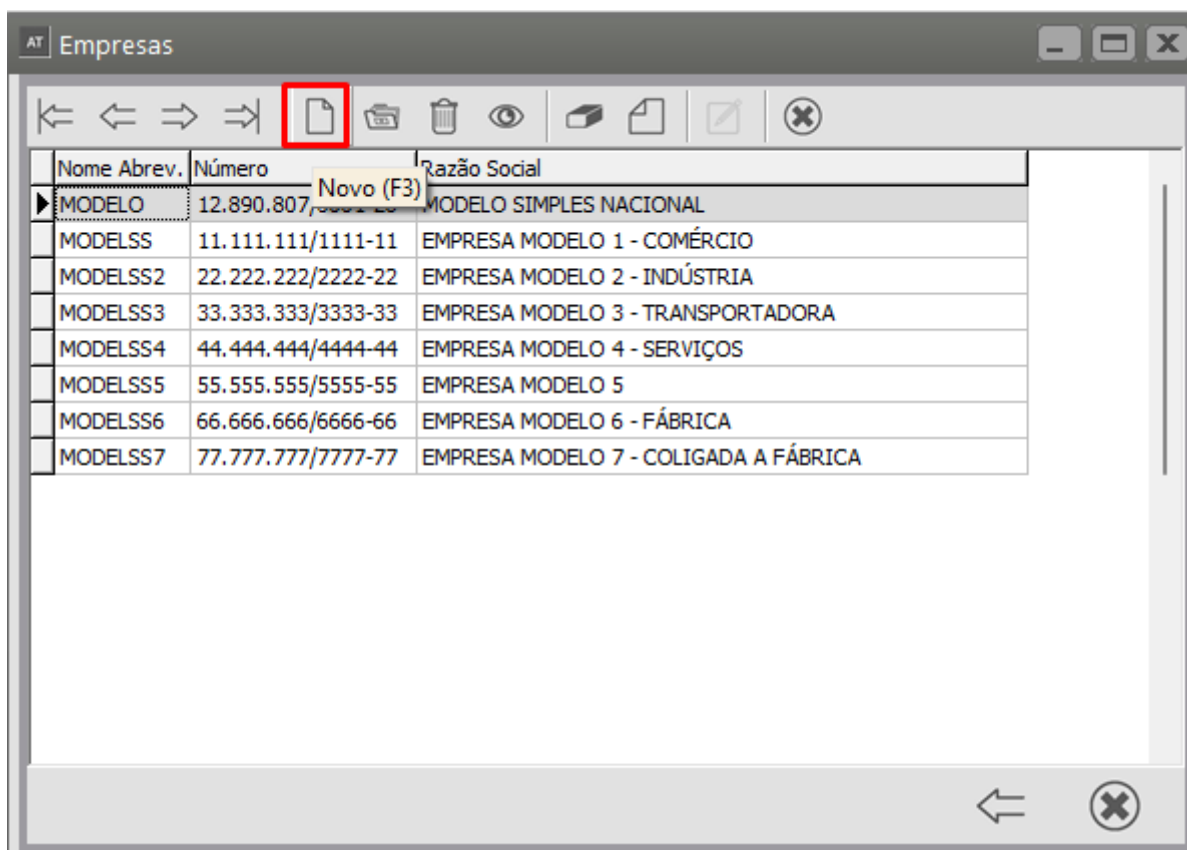 AT Empresas
Nome Abrev. Número Razão Social
Novo (F3)
MODELO 12.890.807/ MODELO SIMPLES NACIONAL
MODELSS 11.111.111/1111-11 EMPRESA MODELO 1 - COMÉRCIO
MODELSS2 22.222.222/2222-22 EMPRESA MODELO 2 - INDÚSTRIA
MODELSS3 33.333.333/3333-33 EMPRESA MODELO 3 - TRANSPORTADORA
MODELSS4 44.444.444/4444-44 EMPRESA MODELO 4 - SERVIÇOS
MODELSS5 55.555.555/5555-55 EMPRESA MODELO 5
MODELSS6 66.666.666/6666-66 EMPRESA MODELO 6 - FÁBRICA
MODELSS7 77.777.777/7777-77 EMPRESA MODELO 7 - COLIGADA A FÁBRICA